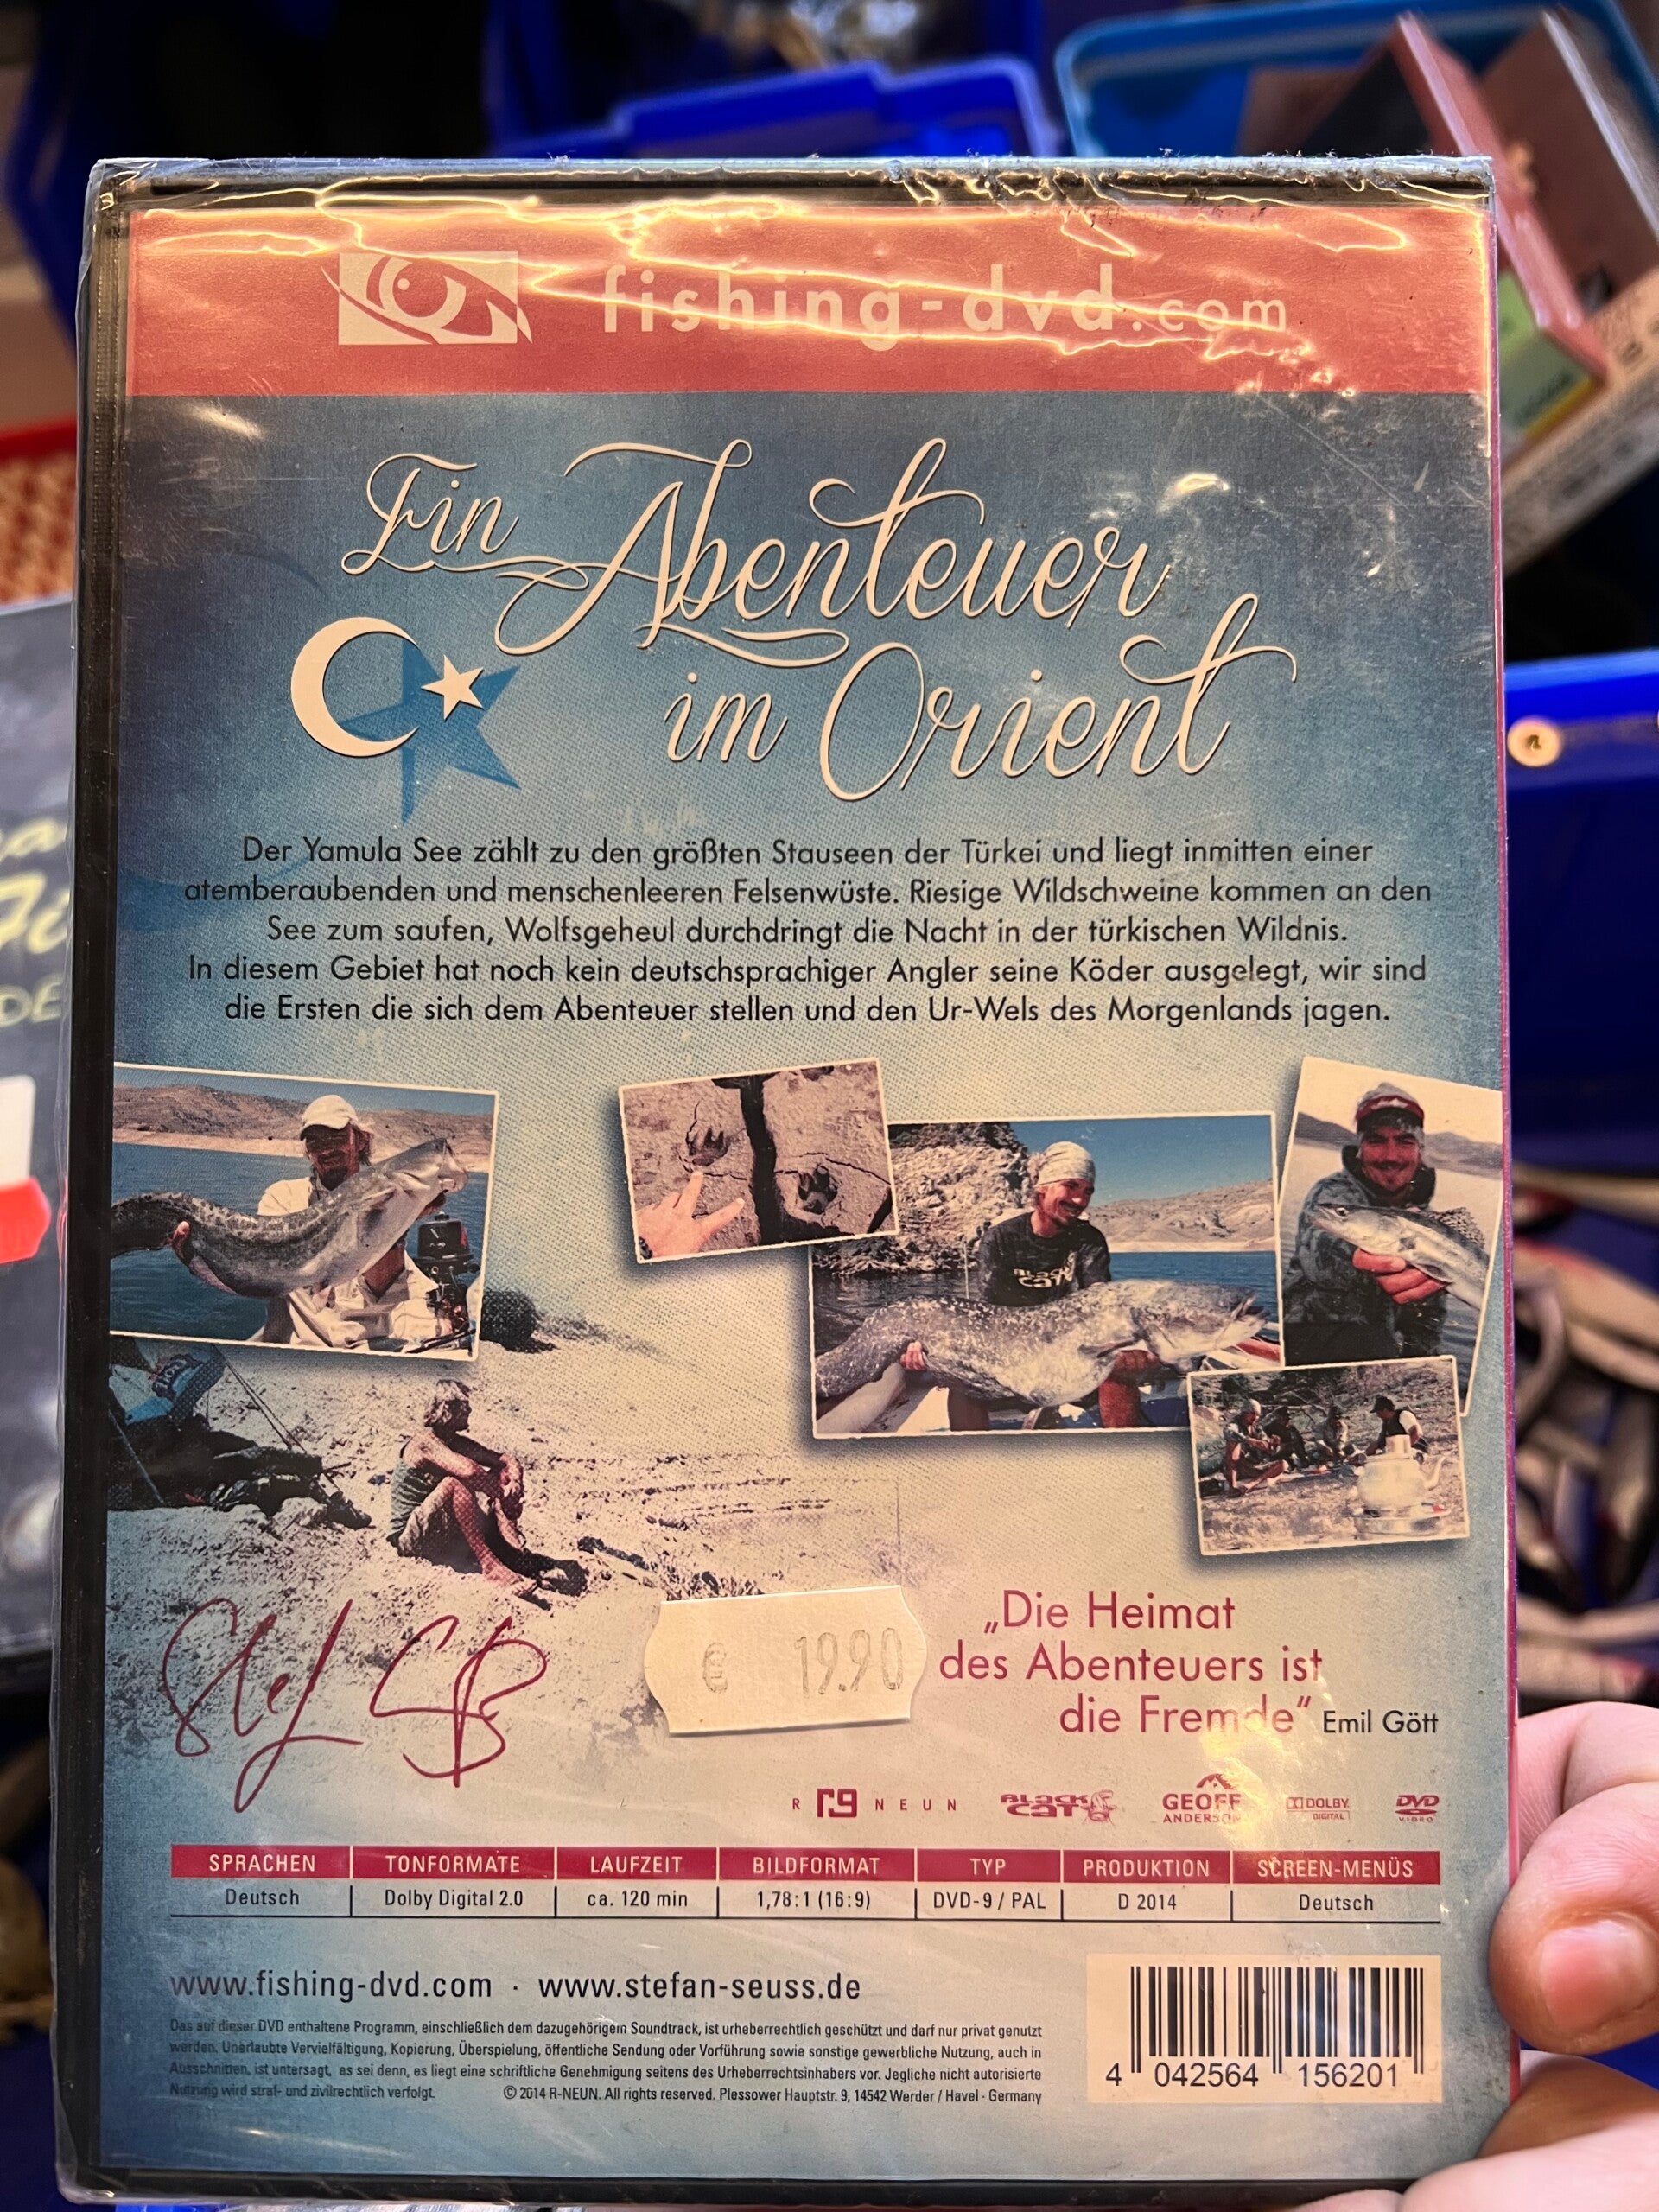 fishing-dvd.com
Ein Abenteuer
im Orient
Der Yamula See zählt zu den größten Stauseen der Türkei und liegt inmitten einer
atemberaubenden und menschenleeren Felsenwüste. Riesige Wildschweine kommen an den
See zum saufen, Wolfsgeheul durchdringt die Nacht in der türkischen Wildnis.
In diesem Gebiet hat noch kein deutschsprachiger Angler seine Köder ausgelegt, wir sind
die Ersten die sich dem Abenteuer stellen und den Ur-Wels des Morgenlands jagen.
BLACK
CAT
€ 19.90
„Die Heimat
des Abenteuers ist
die Fremde“ Emil Gött
R r9 NEUN BLACK CAT GEOFF ANDERSON DOLBY DIGITAL DVD VIDEO
SPRACHEN TONFORMATE LAUFZEIT BILDFORMAT TYP PRODUKTION SCREEN-MENÜS
Deutsch Dolby Digital 2.0 ca. 120 min 1,78:1 (16:9) DVD-9 / PAL D 2014 Deutsch
www.fishing-dvd.com · www.stefan-seuss.de
Das auf dieser DVD enthaltene Programm, einschließlich dem dazugehörigem Soundtrack, ist urheberrechtlich geschützt und darf nur privat genutzt
werden. Unerlaubte Vervielfältigung, Kopierung, Überspielung, öffentliche Sendung oder Vorführung sowie sonstige gewerbliche Nutzung, auch in
Ausschnitten, ist untersagt, es sei denn, es liegt eine schriftliche Genehmigung seitens des Urheberrechtsinhabers vor. Jegliche nicht autorisierte
Nutzung wird straf- und zivilrechtlich verfolgt. © 2014 R-NEUN. All rights reserved. Plessower Hauptstr. 9, 14542 Werder / Havel · Germany
4 042564 156201